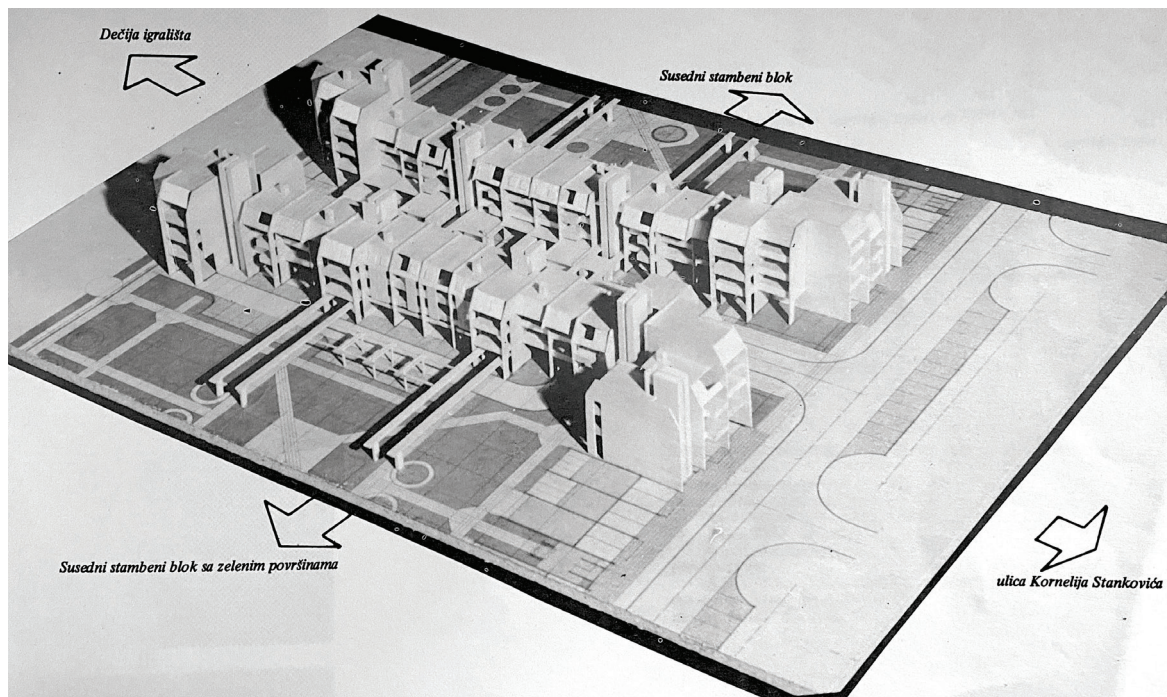 Dečija igrališta
Susedni stambeni blok
Susedni stambeni blok sa zelenim površinama
ulica Kornelija Stankovića